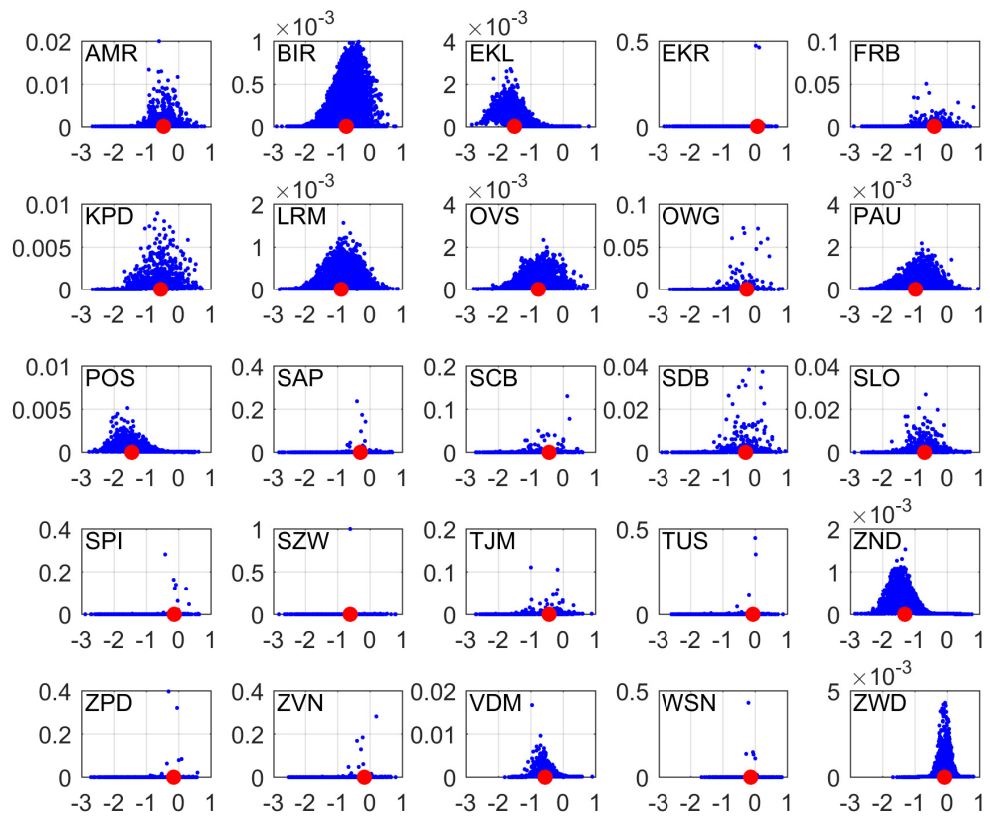 ×10⁻³ ×10⁻³
0.02 AMR 1 BIR 4 EKL 0.5 EKR 0.1 FRB
0.01 0.5 2 0.05
0 0 0 0 0
-3 -2 -1 0 1 -3 -2 -1 0 1 -3 -2 -1 0 1 -3 -2 -1 0 1 -3 -2 -1 0 1
×10⁻³ ×10⁻³ ×10⁻³
0.01 KPD 2 LRM 4 OVS 0.1 OWG 4 PAU
0.005 1 2 0.05 2
0 0 0 0 0
-3 -2 -1 0 1 -3 -2 -1 0 1 -3 -2 -1 0 1 -3 -2 -1 0 1 -3 -2 -1 0 1
0.01 POS 0.4 SAP 0.2 SCB 0.04 SDB 0.04 SLO
0.005 0.2 0.1 0.02 0.02
0 0 0 0 0
-3 -2 -1 0 1 -3 -2 -1 0 1 -3 -2 -1 0 1 -3 -2 -1 0 1 -3 -2 -1 0 1
×10⁻³
0.4 SPI 1 SZW 0.2 TJM 0.5 TUS 2 ZND
0.2 0.5 0.1 1
0 0 0 0 0
-3 -2 -1 0 1 -3 -2 -1 0 1 -3 -2 -1 0 1 -3 -2 -1 0 1 -3 -2 -1 0 1
×10⁻³
0.4 ZPD 0.4 ZVN 0.02 VDM 0.5 WSN 5 ZWD
0.2 0.2 0.01
0 0 0 0 0
-3 -2 -1 0 1 -3 -2 -1 0 1 -3 -2 -1 0 1 -3 -2 -1 0 1 -3 -2 -1 0 1